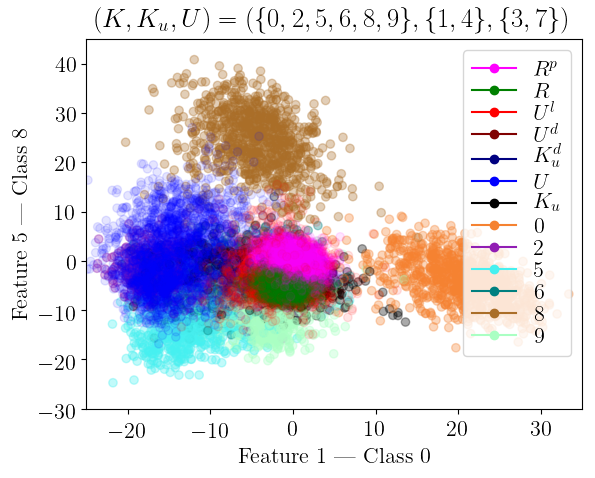 (K, K_u, U) = ({0, 2, 5, 6, 8, 9}, {1, 4}, {3, 7})
40
30
20
10
0
−10
−20
−30
Feature 5 — Class 8
R^p
R
U^l
U^d
K_u^d
U
K_u
0
2
5
6
8
9
−20
−10
0
10
20
30
Feature 1 — Class 0